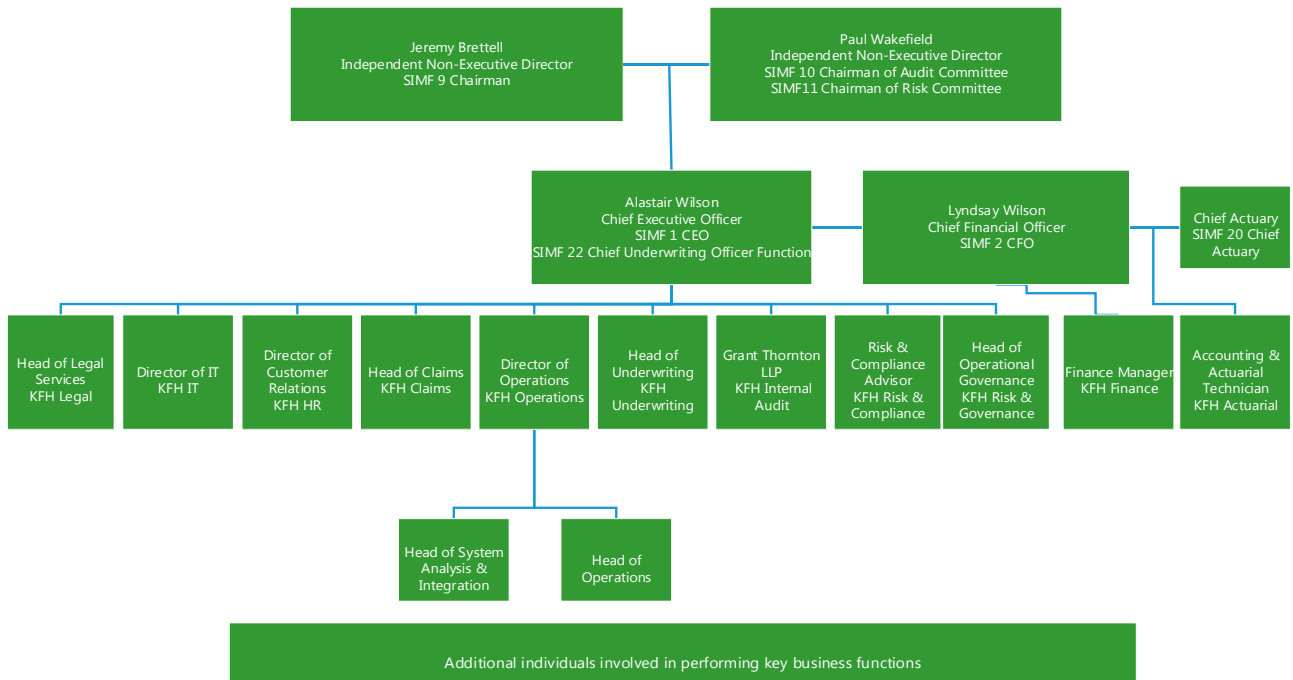 Jeremy Brettell
Independent Non-Executive Director
SIMF 9 Chairman
Paul Wakefield
Independent Non-Executive Director
SIMF 10 Chairman of Audit Committee
SIMF11 Chairman of Risk Committee
Alastair Wilson
Chief Executive Officer
SIMF 1 CEO
SIMF 22 Chief Underwriting Officer Function
Lyndsay Wilson
Chief Financial Officer
SIMF 2 CFO
Chief Actuary
SIMF 20 Chief
Actuary
Head of Legal
Services
KFH Legal
Director of IT
KFH IT
Director of
Customer
Relations
KFH HR
Head of Claims
KFH Claims
Director of
Operations
KFH Operations
Head of
Underwriting
KFH
Underwriting
Grant Thornton
LLP
KFH Internal
Audit
Risk &
Compliance
Advisor
KFH Risk &
Compliance
Head of
Operational
Governance
KFH Risk &
Governance
Finance Manager
KFH Finance
Accounting &
Actuarial
Technician
KFH Actuarial
Head of System
Analysis &
Integration
Head of
Operations
Additional individuals involved in performing key business functions